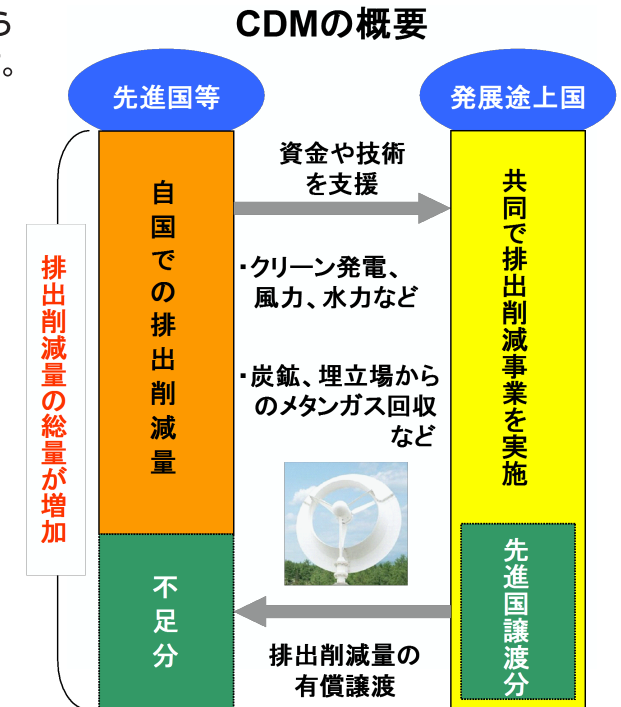 ら
。
CDMの概要
先進国等
発展途上国
排出削減量の総量が増加
自国での排出削減量
不足分
資金や技術
を支援
・クリーン発電、
風力、水力など
・炭鉱、埋立場から
のメタンガス回収
など
排出削減量の
有償譲渡
共同で排出削減事業を実施
先進国譲渡分